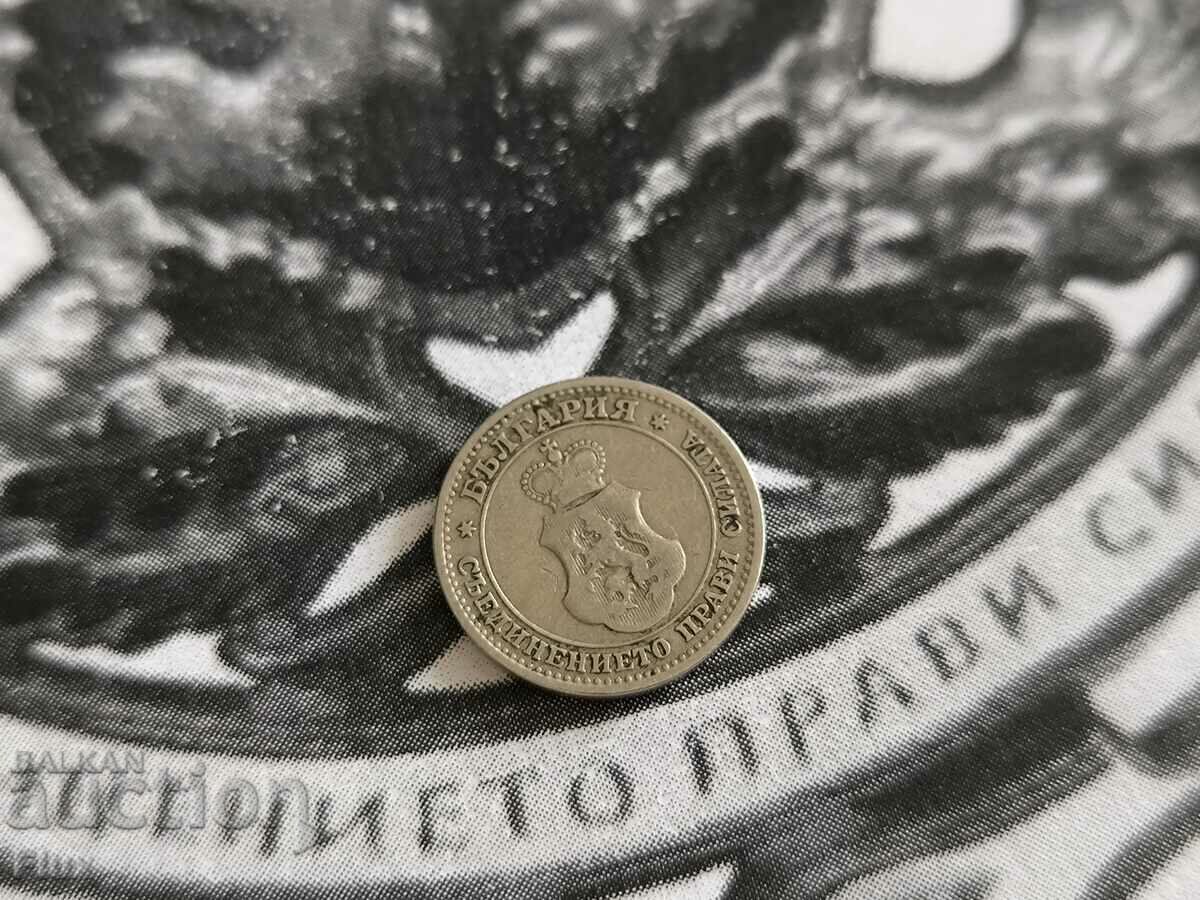 * БЪЛГАРИЯ *
СЪЕДИНЕНИЕТО ПРАВИ СИЛАТА
НИЕТО ПРАВИ СИ
BALKAN
auction